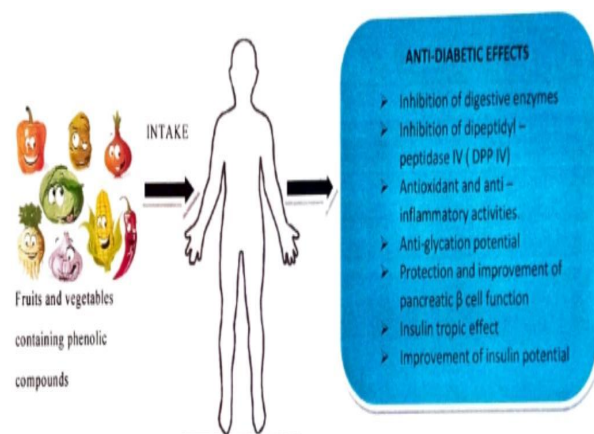 INTAKE
Fruits and vegetables
containing phenolic
compounds
ANTI-DIABETIC EFFECTS
➤ Inhibition of digestive enzymes
➤ Inhibition of dipeptidyl –
peptidase IV ( DPP IV)
➤ Antioxidant and anti –
inflammatory activities.
➤ Anti-glycation potential
➤ Protection and improvement of
pancreatic β cell function
➤ Insulin tropic effect
➤ Improvement of insulin potential